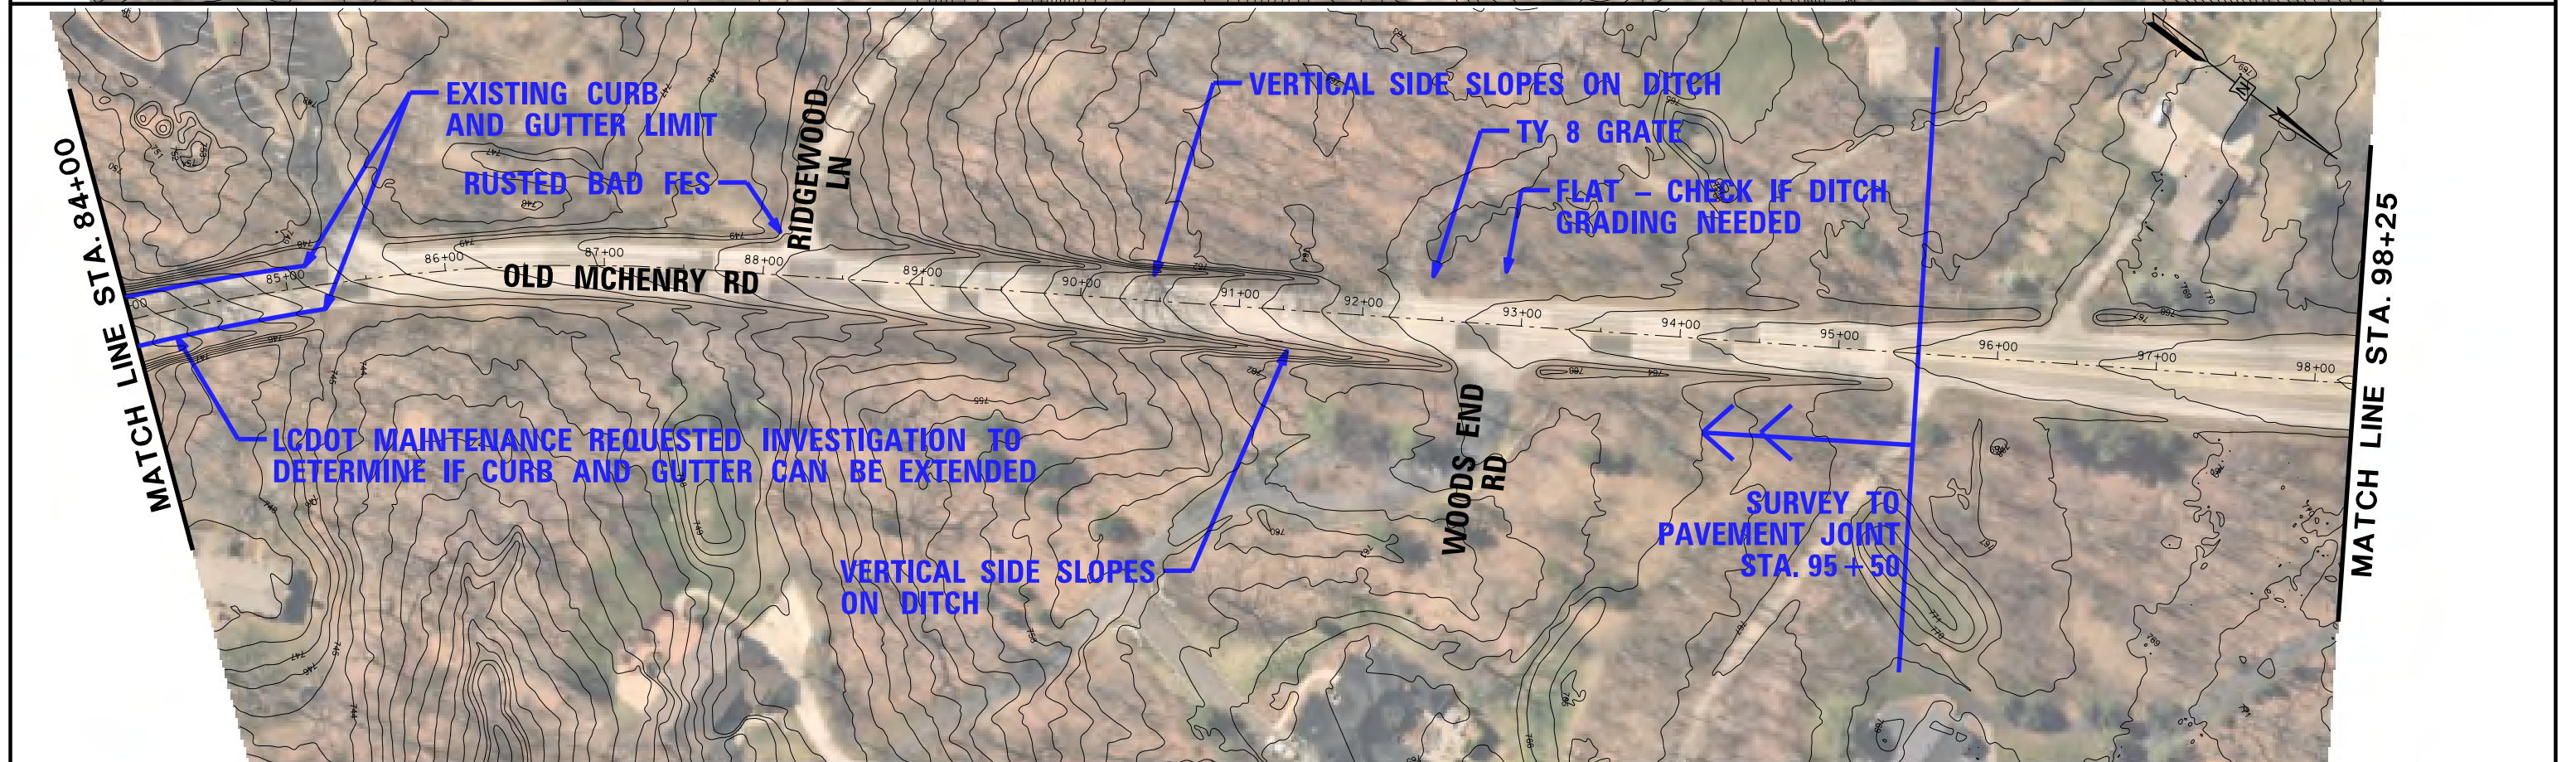 EXISTING CURB
AND GUTTER LIMIT
RUSTED BAD FES
RIDGEWOOD
LN
VERTICAL SIDE SLOPES ON DITCH
TY 8 GRATE
FLAT – CHECK IF DITCH
GRADING NEEDED
N
MATCH LINE STA. 84+00
OLD MCHENRY RD
85+00
86+00
87+00
88+00
89+00
90+00
91+00
92+00
93+00
94+00
95+00
96+00
97+00
98+00
MATCH LINE STA. 98+25
LCDOT MAINTENANCE REQUESTED INVESTIGATION TO
DETERMINE IF CURB AND GUTTER CAN BE EXTENDED
VERTICAL SIDE SLOPES
ON DITCH
WOODS END
RD
SURVEY TO
PAVEMENT JOINT
STA. 95+50